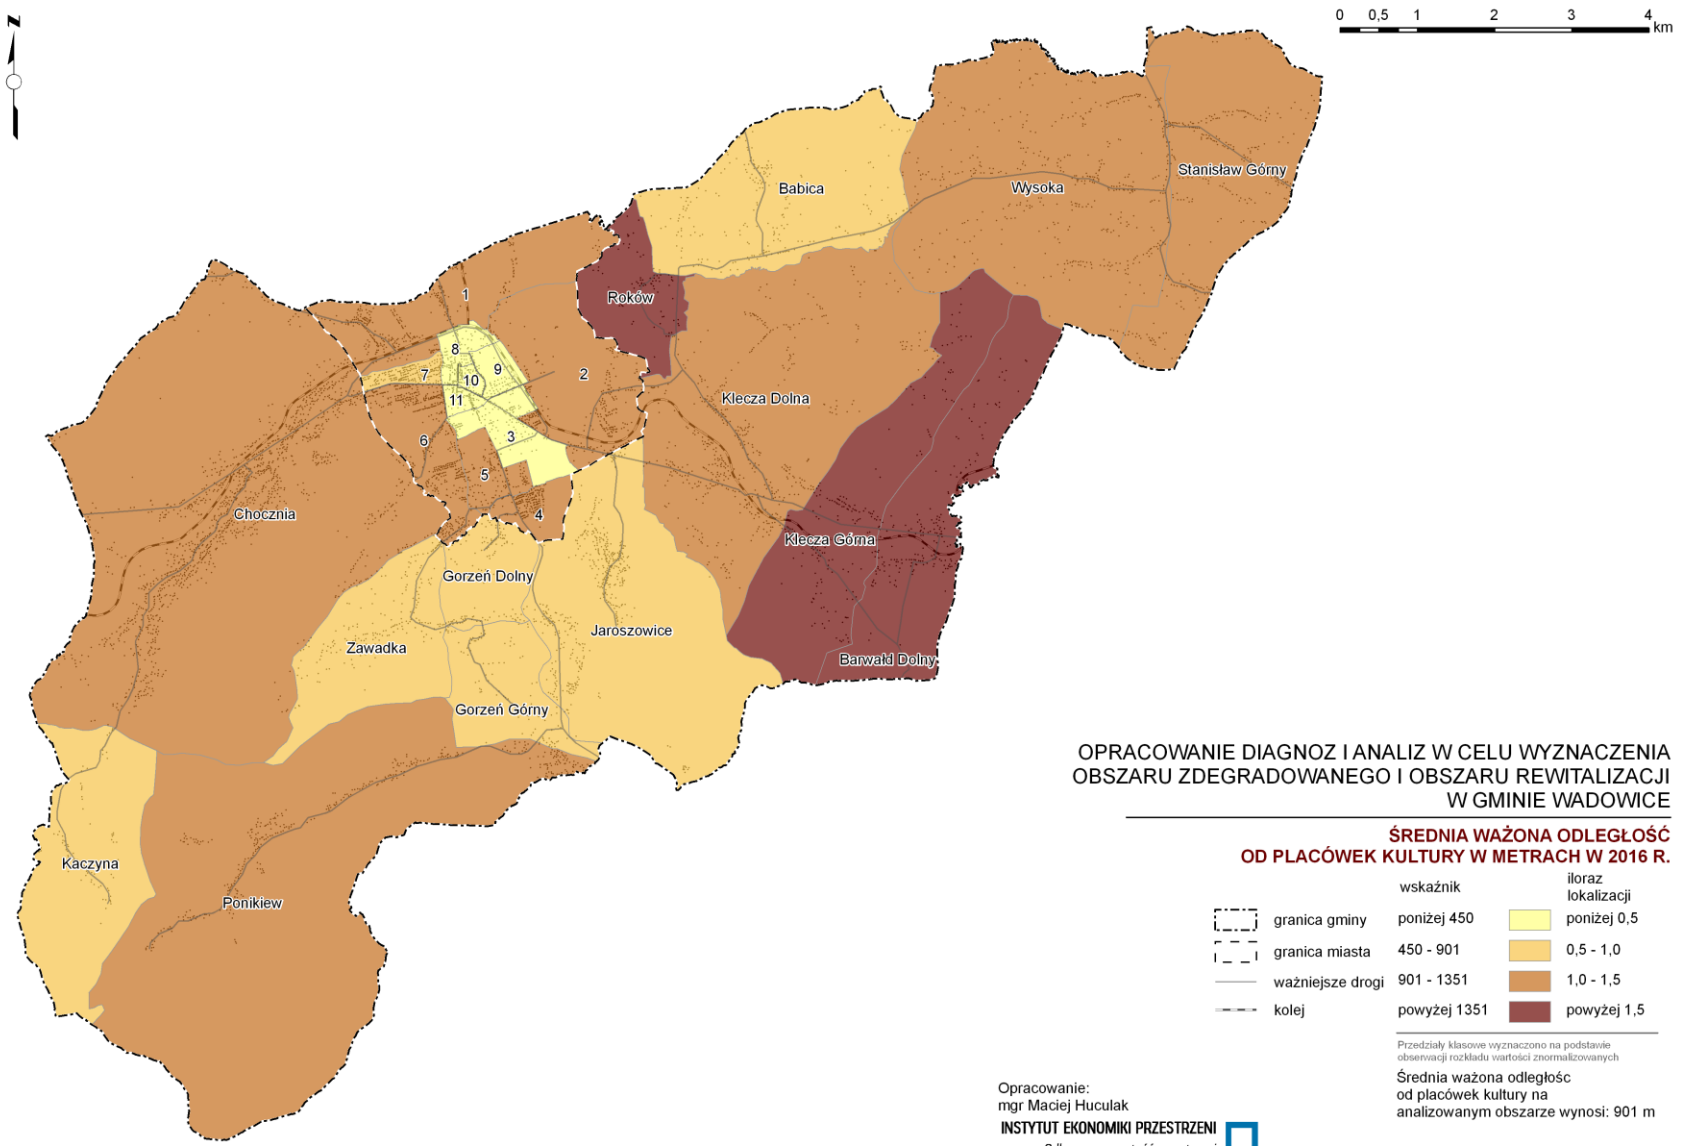 N
0 0,5 1 2 3 4
km
Stanisław Górny
Wysoka
Babica
Roków
1
8
9
7
10
2
11
Klecza Dolna
3
6
5
4
Chocznia
Klecza Górna
Gorzeń Dolny
Jaroszowice
Zawadka
Barwałd Dolny
Gorzeń Górny
Kaczyna
Ponikiew
OPRACOWANIE DIAGNOZ I ANALIZ W CELU WYZNACZENIA
OBSZARU ZDEGRADOWANEGO I OBSZARU REWITALIZACJI
W GMINIE WADOWICE
ŚREDNIA WAŻONA ODLEGŁOŚĆ
OD PLACÓWEK KULTURY W METRACH W 2016 R.
wskaźnik iloraz
lokalizacji
granica gminy poniżej 450 poniżej 0,5
granica miasta 450 - 901 0,5 - 1,0
ważniejsze drogi 901 - 1351 1,0 - 1,5
kolej powyżej 1351 powyżej 1,5
Przedziały klasowe wyznaczono na podstawie
obserwacji rozkładu wartości znormalizowanych
Średnia ważona odległośc
od placówek kultury na
analizowanym obszarze wynosi: 901 m
Opracowanie:
mgr Maciej Huculak
INSTYTUT EKONOMIKI PRZESTRZENI